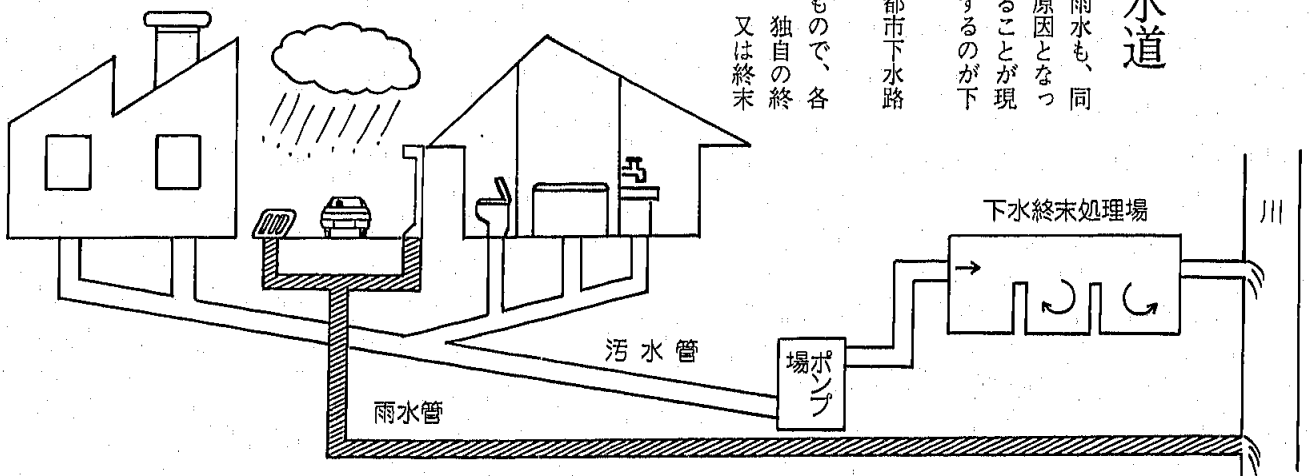 水道
雨水も、同
原因となっ
ることが現
するのが下
都市下水路
もので、各
独自の終
又は終末
下水終末処理場
川
汚水管
ポンプ場
雨水管